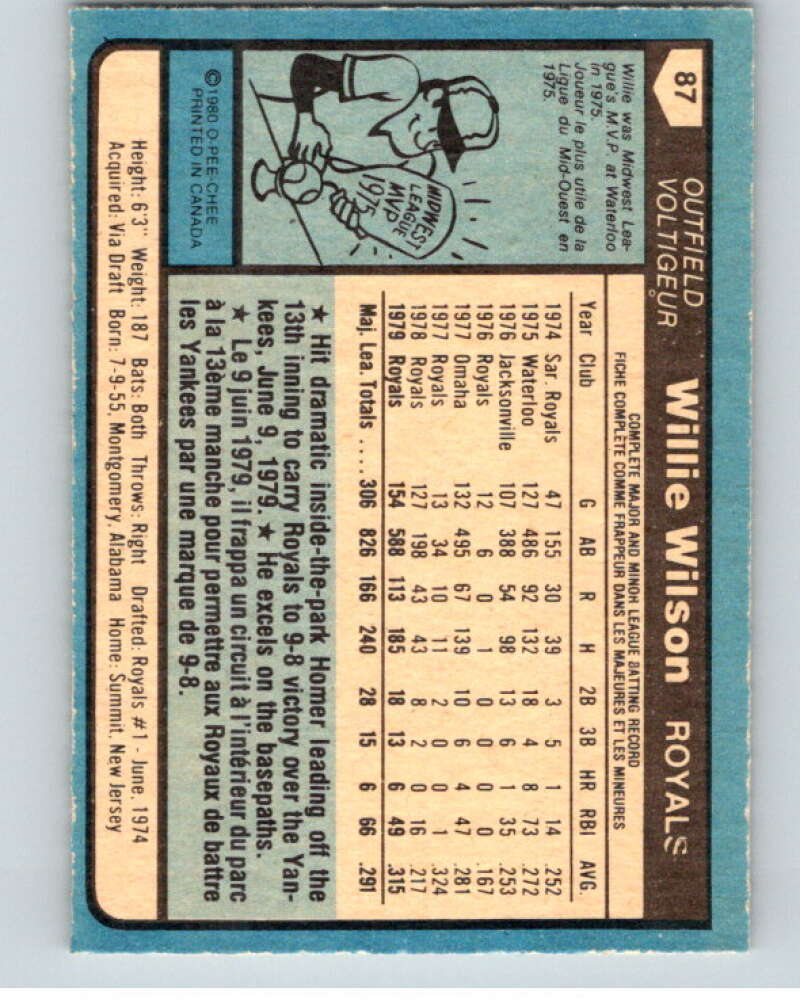 87
OUTFIELD
VOLTIGEUR
Willie Wilson ROYALS
Willie was Midwest Lea-
gue's M.V.P. at Waterloo
in 1975.
Joueur le plus utile de la
Ligue du Mid-Ouest en
1975.
MIDWEST
LEAGUE
MVP
1975
©1980 O-PEE-CHEE
PRINTED IN CANADA
COMPLETE MAJOR AND MINOR LEAGUE BATTING RECORD
FICHE COMPLÈTE COMME FRAPPEUR DANS LES MAJEURES ET LES MINEURES
Year Club G AB R H 2B 3B HR RBI AVG.
1974 Sar. Royals 47 155 30 39 3 5 1 14 .252
1975 Waterloo 127 486 92 132 18 4 8 73 .272
1976 Jacksonville 107 388 54 98 13 6 1 35 .253
1976 Royals 12 6 0 1 0 0 0 0 .167
1977 Omaha 132 495 67 139 10 6 4 47 .281
1977 Royals 13 34 10 11 2 0 0 1 .324
1978 Royals 127 198 43 43 8 2 0 16 .217
1979 Royals 154 588 113 185 18 13 6 49 .315
Maj. Lea. Totals .... 306 826 166 240 28 15 6 66 .291
★ Hit dramatic inside-the-park Homer leading off the
13th inning to carry Royals to 9-8 victory over the Yan-
kees, June 9, 1979. ★ He excels on the basepaths.
★ Le 9 juin 1979, il frappa un circuit à l'intérieur du parc
à la 13ème manche pour permettre aux Royaux de battre
les Yankees par une marque de 9-8.
Height: 6'3" Weight: 187 Bats: Both Throws: Right Drafted: Royals #1 - June, 1974
Acquired: Via Draft Born: 7-9-55, Montgomery, Alabama Home: Summit, New Jersey